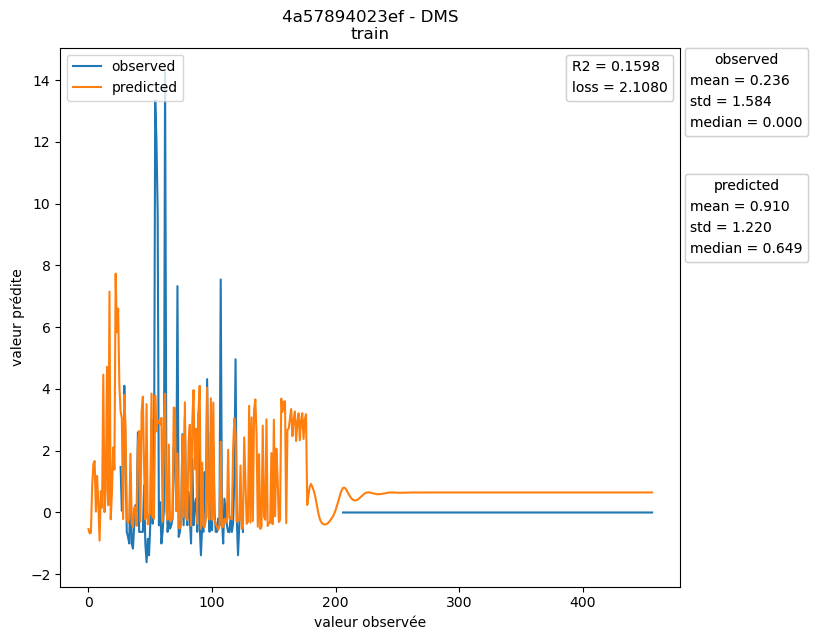 4a57894023ef - DMS
train
observed
predicted
R2 = 0.1598
loss = 2.1080
observed
mean = 0.236
std = 1.584
median = 0.000
predicted
mean = 0.910
std = 1.220
median = 0.649
valeur prédite
14
12
10
8
6
4
2
0
−2
0
100
200
300
400
valeur observée